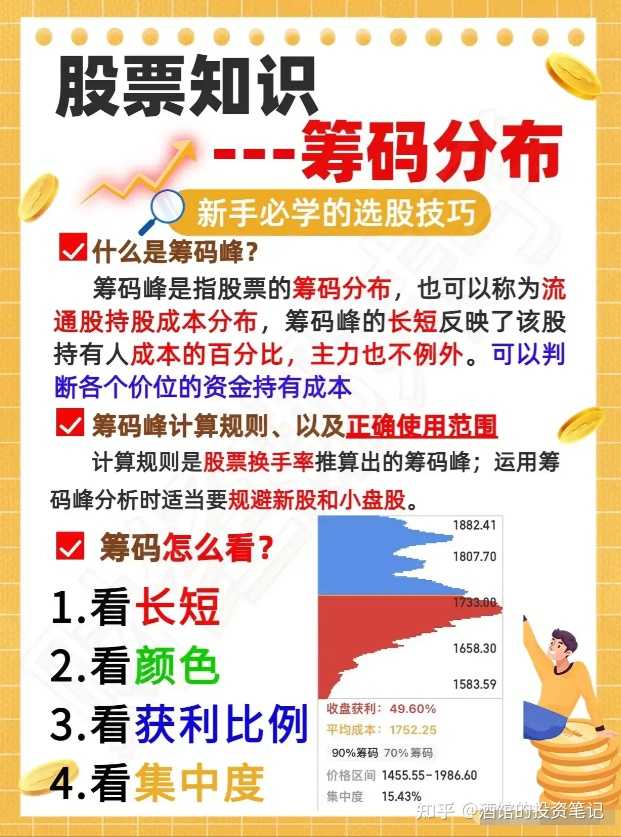 股票知识
---筹码分布
新手必学的选股技巧
什么是筹码峰？
筹码峰是指股票的筹码分布，也可以称为流
通股持股成本分布，筹码峰的长短反映了该股
持有人成本的百分比，主力也不例外。可以判
断各个价位的资金持有成本
筹码峰计算规则、以及正确使用范围
计算规则是股票换手率推算出的筹码峰；运用筹
码峰分析时适当要规避新股和小盘股。
筹码怎么看？
1.看长短
2.看颜色
3.看获利比例
4.看集中度
1882.41
1807.70
1733.00
1658.30
1583.59
收盘获利：49.60%
平均成本：1752.25
90%筹码 70%筹码
价格区间 1455.55-1986.60
集中度 15.43%
知乎 @酒馆的投资笔记